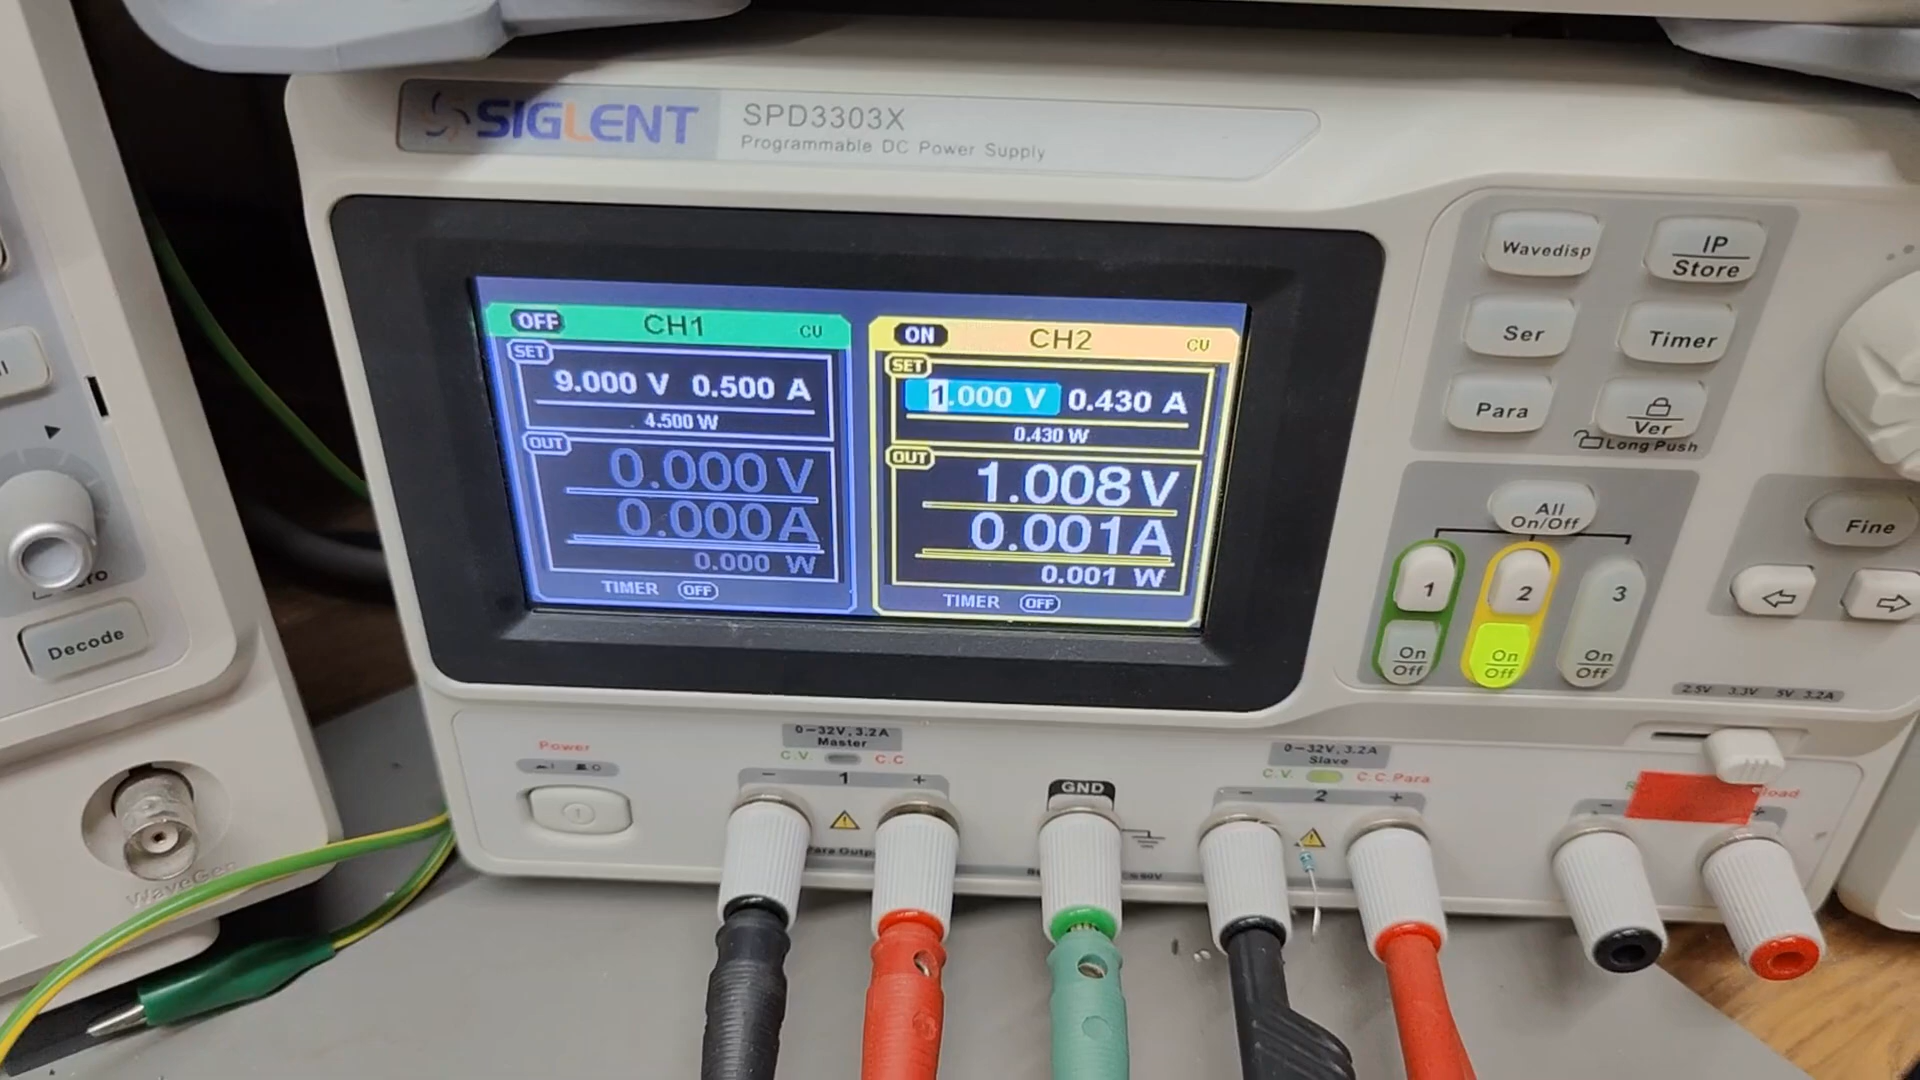 SIGLENT
SPD3303X
Programmable DC Power Supply
OFF CH1 CV
SET
9.000 V 0.500 A
4.500 W
OUT
0.000 V
0.000 A
0.000 W
TIMER OFF
ON CH2 CV
SET
1.000 V 0.430 A
0.430 W
OUT
1.008 V
0.001 A
0.001 W
TIMER OFF
Wavedisp
IP
Store
Ser
Timer
Para
Ver
Long Push
All
On/Off
1
2
3
On
Off
On
Off
On
Off
Fine
2.5V 3.3V 5V 3.2A
Decode
WaveGen
Power
0-32V, 3.2A
Master
C.V. C.C
- 1 +
GND
0-32V, 3.2A
Slave
C.V. C.C.Para
- 2 +
- +